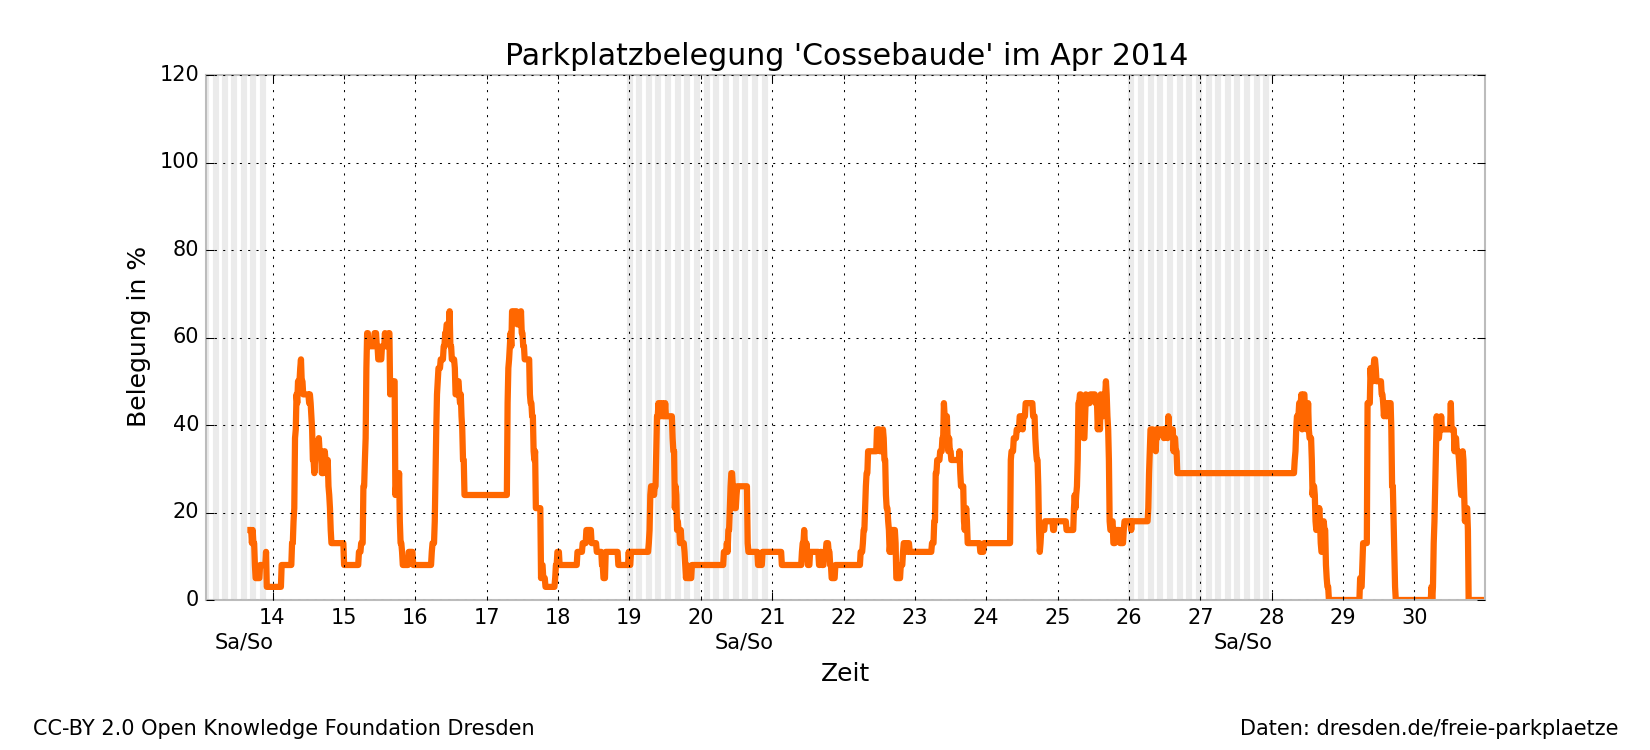 Parkplatzbelegung 'Cossebaude' im Apr 2014
120
100
80
60
40
20
0
Belegung in %
14 15 16 17 18 19 20 21 22 23 24 25 26 27 28 29 30
Sa/So Sa/So Sa/So
Zeit
CC-BY 2.0 Open Knowledge Foundation Dresden
Daten: dresden.de/freie-parkplaetze